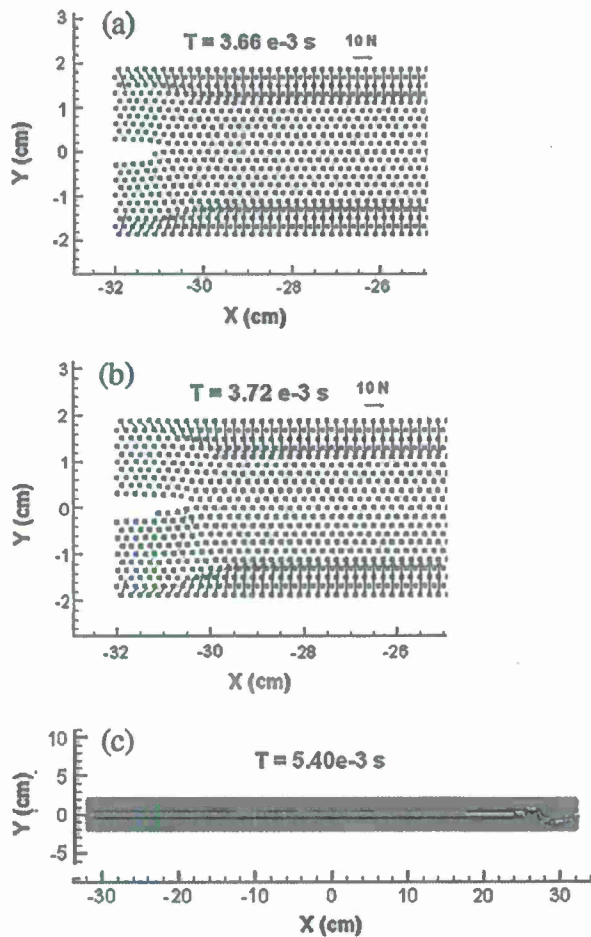 (a)
T = 3.66 e-3 s
10 N
3
2
1
0
-1
-2
Y (cm)
-32
-30
-28
-26
X (cm)
(b)
T = 3.72 e-3 s
10 N
3
2
1
0
-1
-2
Y (cm)
-32
-30
-28
-26
X (cm)
(c)
T = 5.40e-3 s
10
5
0
-5
Y (cm)
-30
-20
-10
0
10
20
30
X (cm)